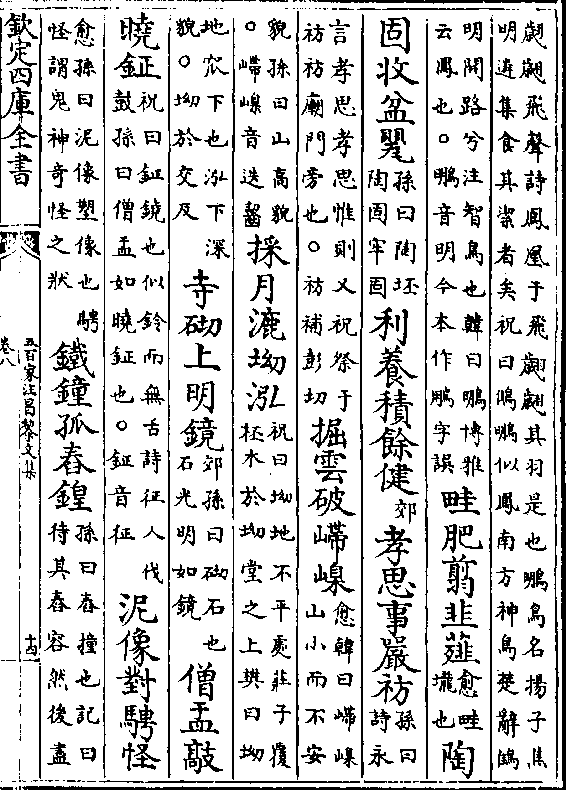 翽翽飛聲詩鳳凰于飛翽翽其羽是也鵬鳥名揚子焦
明遴集食其潔者矣祝曰鷦鵬似鳳南方神鳥楚辭鷦
明開路兮注智鳥也韓曰鵬博雅
云鳳也○鵬音明今本作鵬字誤
畦肥翦韭薤
愈畦
壠也
陶
固收盆甖
孫曰陶坯
陶固牢固
利養積餘健
郊
孝思事嚴祊
孫曰
詩永
言孝思孝思惟則又祝祭于
祊祊廟門旁也○祊補彭切
掘雲破嵽嵲
愈韓曰嵽嵲
山小而不安
貌孫曰山高貌
○嵽嵲音迭齧
採月漉坳泓
祝曰坳地不平處莊子覆
杯水於坳堂之上樊曰坳
地窊下也泓下深
貌○坳於交反
寺砌上明鏡
郊孫曰砌石也
石光明如鏡
僧盂敲
曉鉦
祝曰鉦鐃也似鈴而無舌詩征人伐
鼓孫曰僧盂如曉鉦也○鉦音征
泥像對騁怪
愈孫曰泥像塑像也騁
怪謂鬼神奇怪之狀
鐵鐘孤舂鍠
孫曰舂撞也記曰
待其舂容然後盡
欽定四庫全書
五百家注昌黎文集
卷八
十四